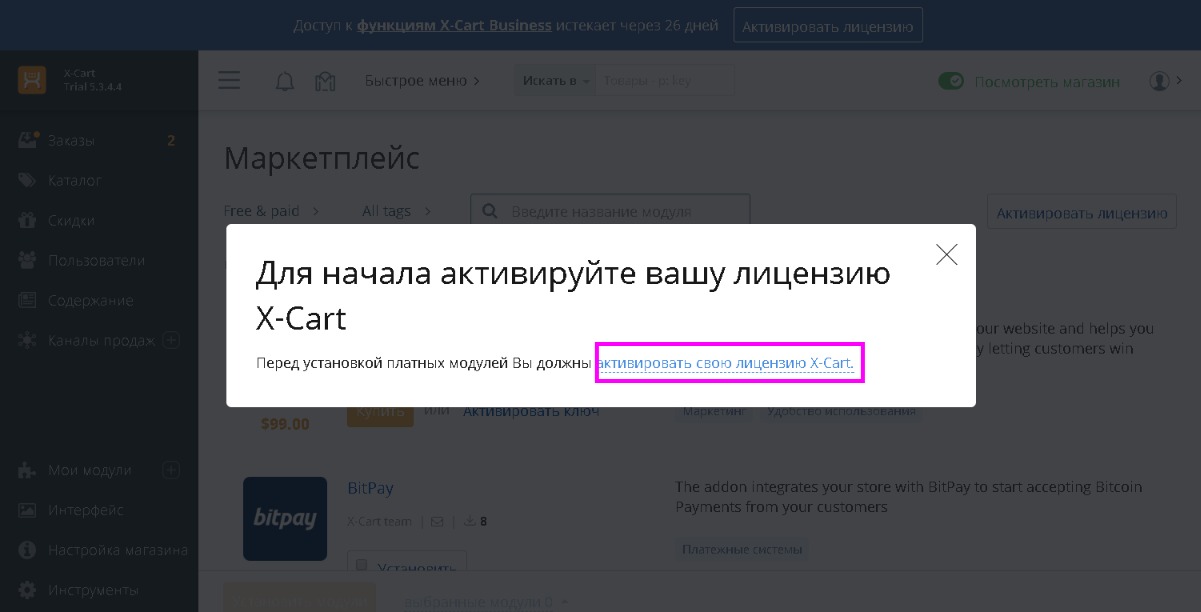 Доступ к функциям X-Cart Business истекает через 26 дней
Активировать лицензию
X-Cart
Trial 5.3.4.4
Быстрое меню
Искать в
Посмотреть магазин
Заказы
2
Каталог
Скидки
Пользователи
Содержание
Каналы продаж
Мои модули
Интерфейс
Настройка магазина
Инструменты
Маркетплейс
Free & paid
All tags
Введите название модуля
Активировать лицензию
Для начала активируйте вашу лицензию
X-Cart
Перед установкой платных модулей Вы должны активировать свою лицензию X-Cart.
our website and helps you
y letting customers win
$99.00
Купить
или
Активировать ключ
Маркетинг
Удобство использования
bitpay
BitPay
X-Cart team
8
Установить
The addon integrates your store with BitPay to start accepting Bitcoin
Payments from your customers
Платежные системы
выбранные модули 0